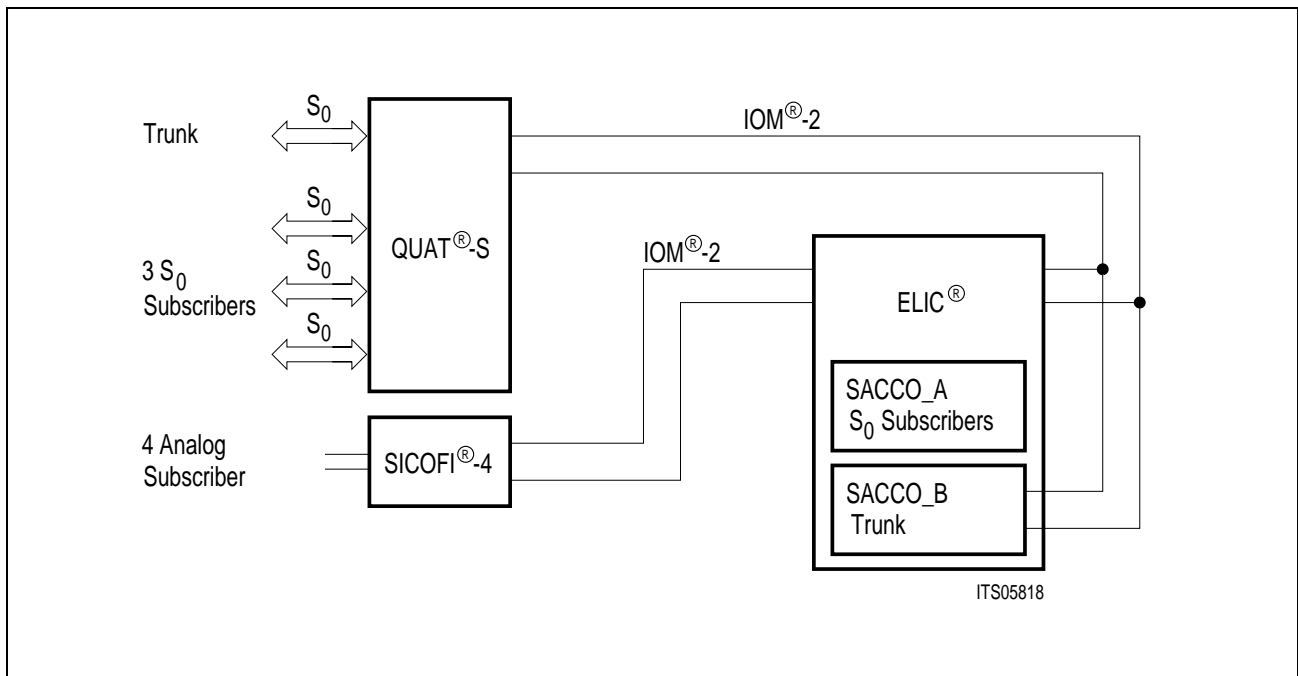 Trunk
S0
QUAT®-S
IOM®-2
S0
3 S0
Subscribers
S0
S0
IOM®-2
ELIC®
SACCO_A
S0 Subscribers
4 Analog
Subscriber
SICOFI®-4
SACCO_B
Trunk
ITS05818